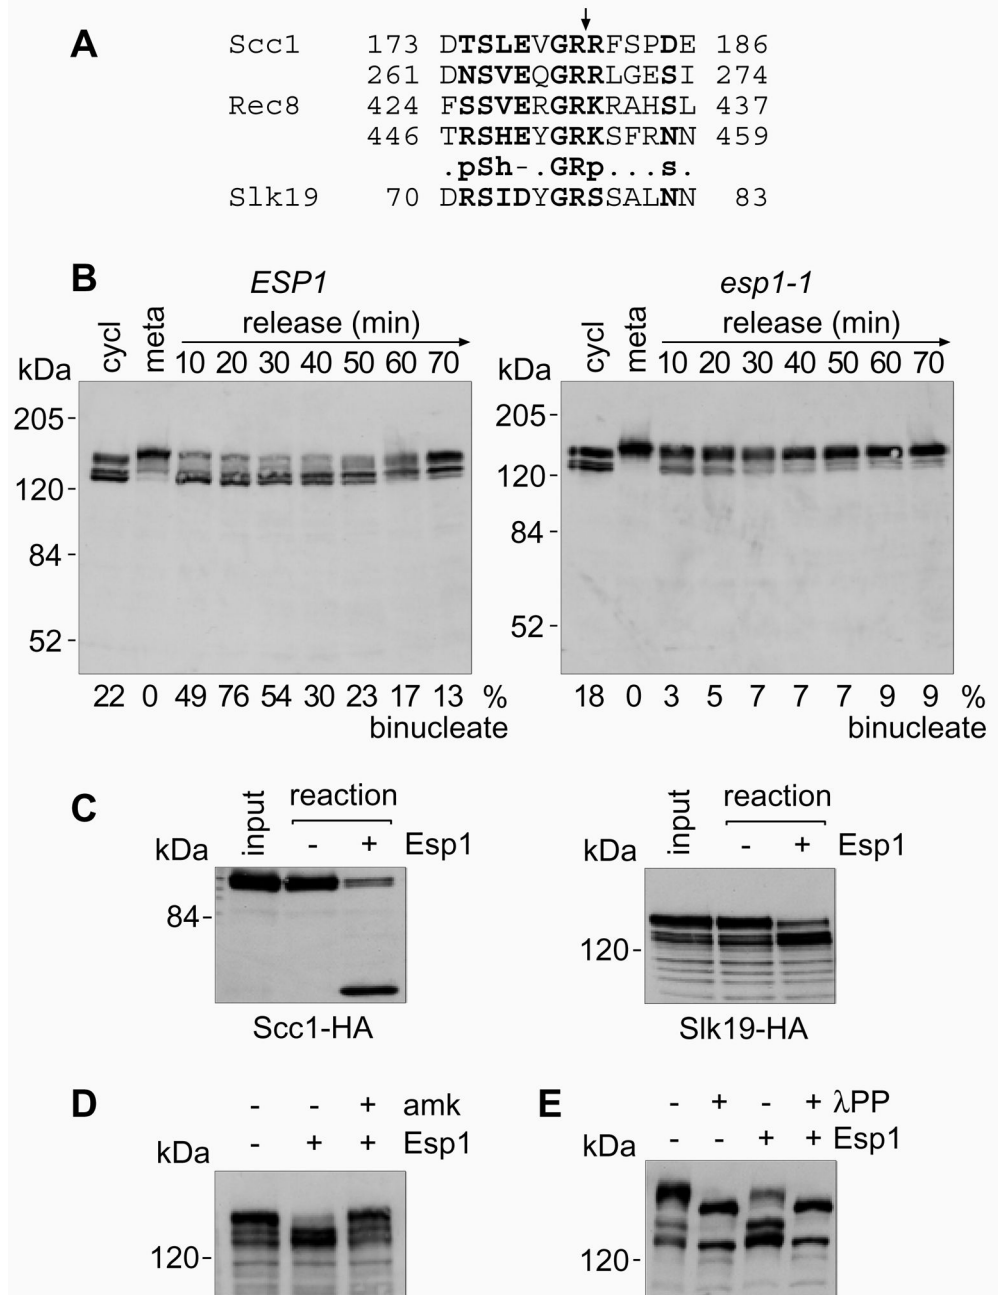 A
Scc1 173 DTSLEVGRRFSPDE 186
261 DNSVEQGRRLGESI 274
Rec8 424 FSSVERGRKRAHSL 437
446 TRSHEYGRKSFRNN 459
.pSh-.GRp...s.
Slk19 70 DRSIDYGRSSALNN 83
B
ESP1
esp1-1
cycl meta release (min)
cycl meta release (min)
kDa 10 20 30 40 50 60 70
kDa 10 20 30 40 50 60 70
205-
120-
84-
52-
205-
120-
84-
52-
22 0 49 76 54 30 23 17 13 %
binucleate
18 0 3 5 7 7 7 9 9 %
binucleate
C
input reaction
kDa - + Esp1
84-
Scc1-HA
input reaction
kDa - + Esp1
120-
Slk19-HA
D
- - + amk
- + + Esp1
kDa
120-
E
- + - + λPP
- - + + Esp1
kDa
120-